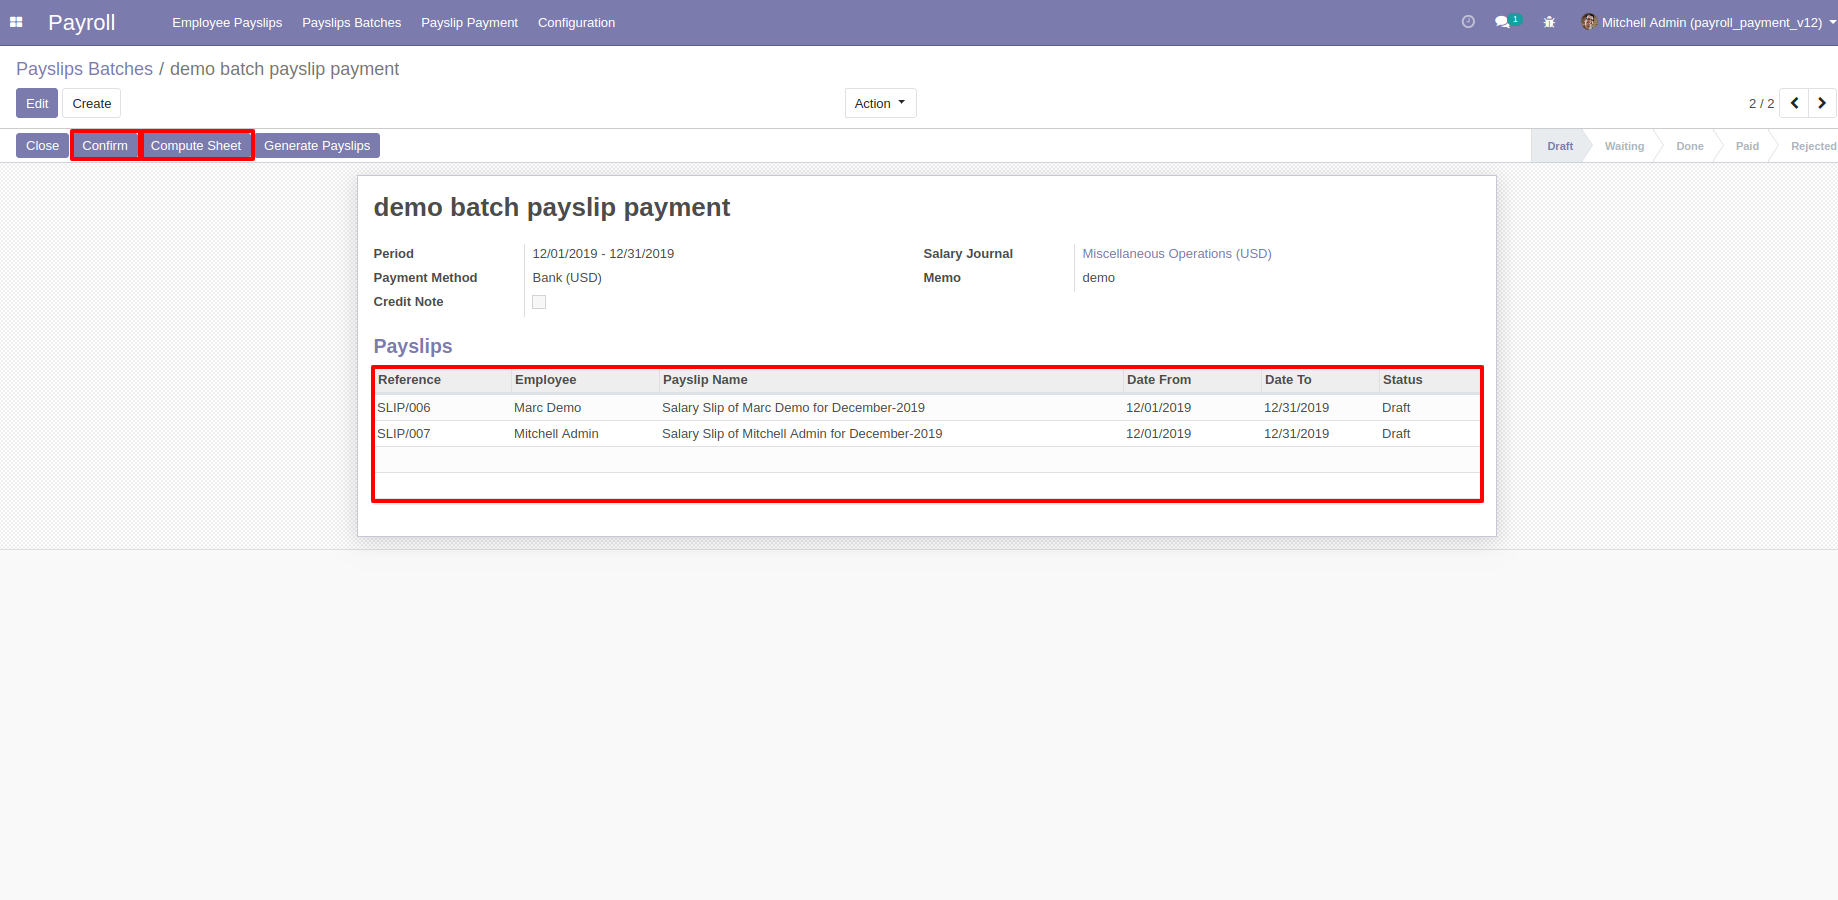 Payroll Employee Payslips Payslips Batches Payslip Payment Configuration 1 Mitchell Admin (payroll_payment_v12)
Payslips Batches / demo batch payslip payment
Edit Create Action 2 / 2
Close Confirm Compute Sheet Generate Payslips Draft Waiting Done Paid Rejected
demo batch payslip payment
Period 12/01/2019 - 12/31/2019 Salary Journal Miscellaneous Operations (USD)
Payment Method Bank (USD) Memo demo
Credit Note
Payslips
Reference Employee Payslip Name Date From Date To Status
SLIP/006 Marc Demo Salary Slip of Marc Demo for December-2019 12/01/2019 12/31/2019 Draft
SLIP/007 Mitchell Admin Salary Slip of Mitchell Admin for December-2019 12/01/2019 12/31/2019 Draft